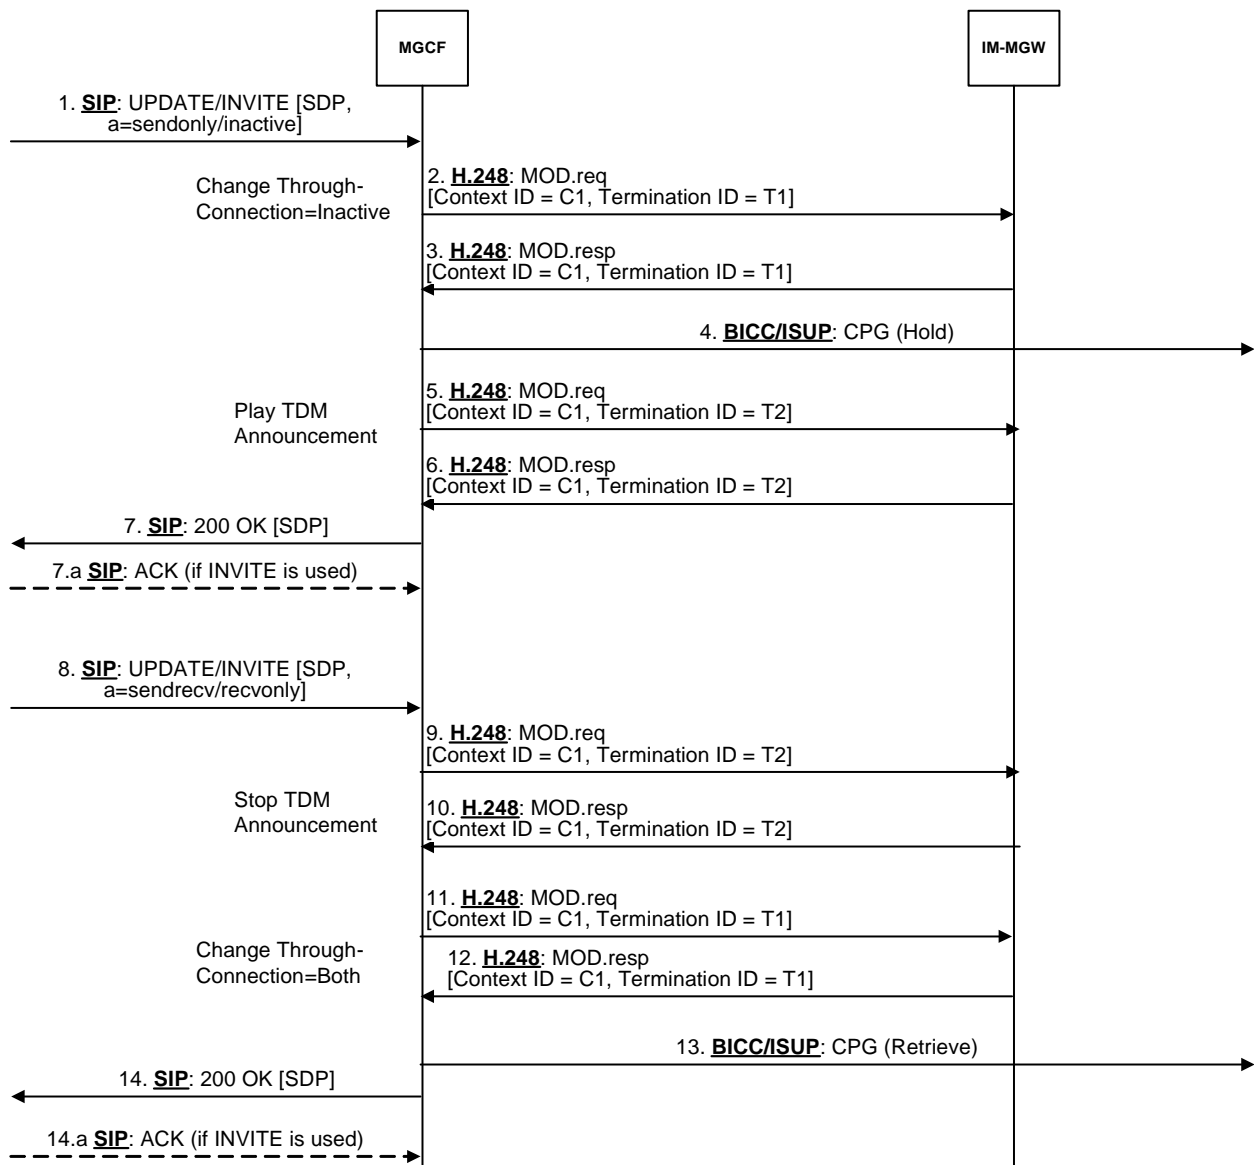 MGCF
IM-MGW
1. SIP: UPDATE/INVITE [SDP,
a=sendonly/inactive]
Change Through-
Connection=Inactive
2. H.248: MOD.req
[Context ID = C1, Termination ID = T1]
3. H.248: MOD.resp
[Context ID = C1, Termination ID = T1]
4. BICC/ISUP: CPG (Hold)
Play TDM
Announcement
5. H.248: MOD.req
[Context ID = C1, Termination ID = T2]
6. H.248: MOD.resp
[Context ID = C1, Termination ID = T2]
7. SIP: 200 OK [SDP]
7.a SIP: ACK (if INVITE is used)
8. SIP: UPDATE/INVITE [SDP,
a=sendrecv/recvonly]
9. H.248: MOD.req
[Context ID = C1, Termination ID = T2]
Stop TDM
Announcement
10. H.248: MOD.resp
[Context ID = C1, Termination ID = T2]
11. H.248: MOD.req
[Context ID = C1, Termination ID = T1]
Change Through-
Connection=Both
12. H.248: MOD.resp
[Context ID = C1, Termination ID = T1]
13. BICC/ISUP: CPG (Retrieve)
14. SIP: 200 OK [SDP]
14.a SIP: ACK (if INVITE is used)